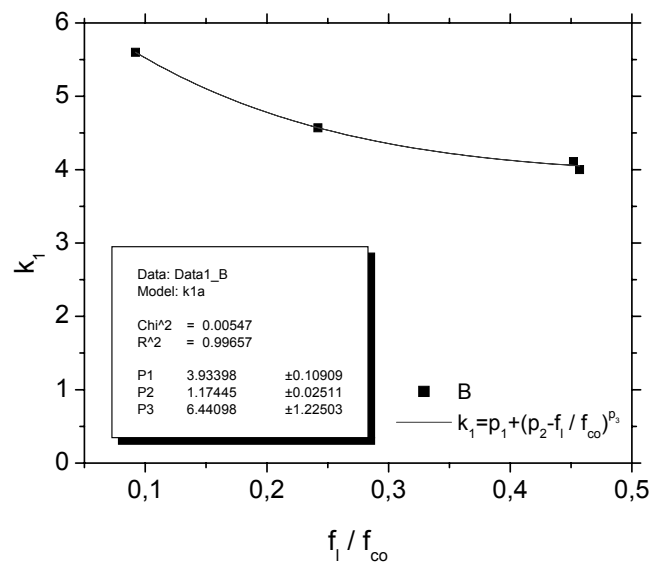 6
5
4
3
2
1
0
k₁
Data: Data1_B
Model: k1a
Chi^2 = 0.00547
R^2 = 0.99657
P1 3.93398 ±0.10909
P2 1.17445 ±0.02511
P3 6.44098 ±1.22503
B
k₁=p₁+(p₂-fₗ / f_co)^p₃
0,1 0,2 0,3 0,4 0,5
fₗ / f_co